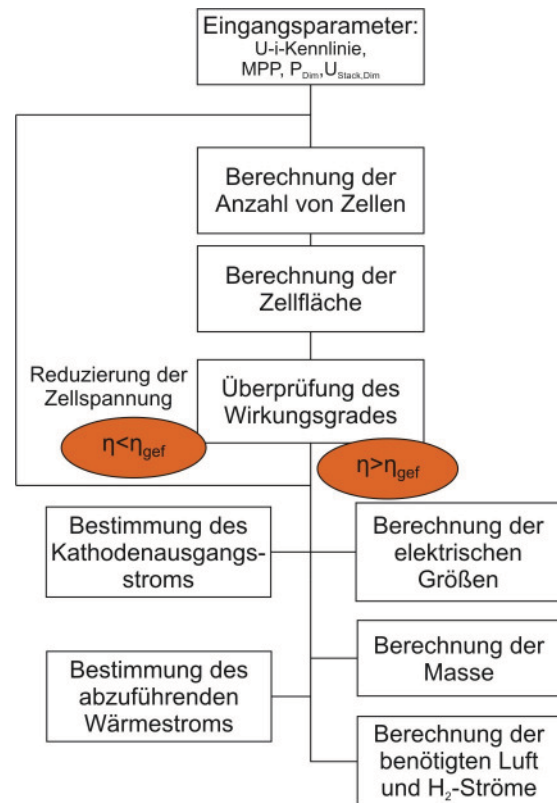 Eingangsparameter:
U-i-Kennlinie,
MPP, P_Dim,U_Stack,Dim
Berechnung der
Anzahl von Zellen
Berechnung der
Zellfläche
Reduzierung der
Zellspannung
Überprüfung des
Wirkungsgrades
η<η_gef
η>η_gef
Bestimmung des
Kathodenausgangs-
stroms
Berechnung der
elektrischen
Größen
Bestimmung des
abzuführenden
Wärmestroms
Berechnung der
Masse
Berechnung der
benötigten Luft
und H₂-Ströme